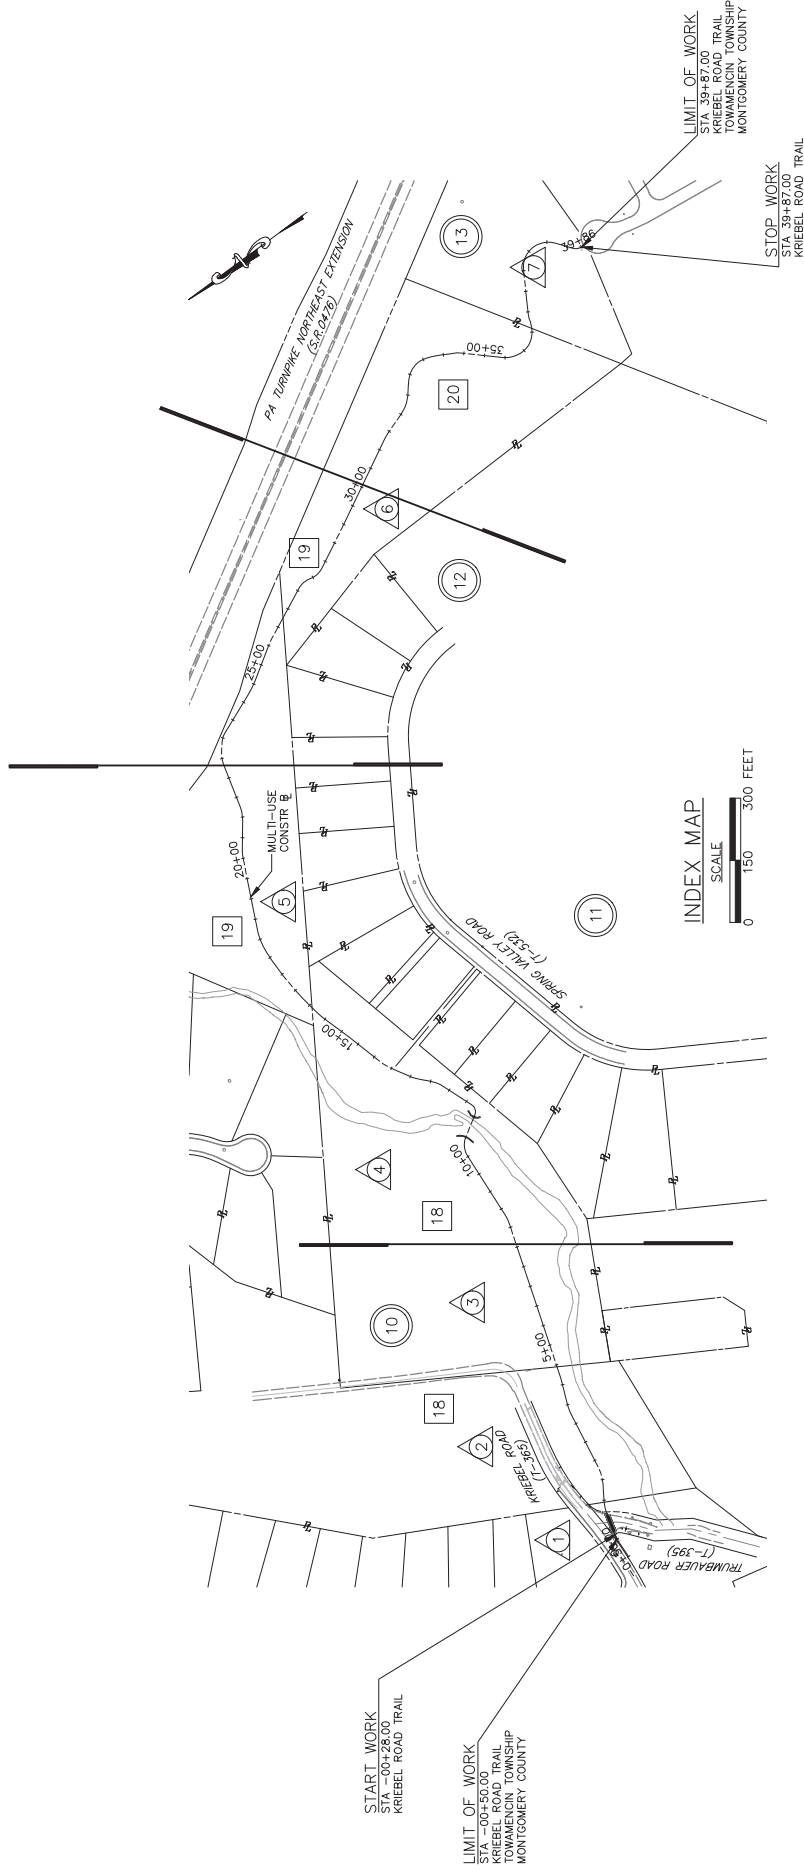 START WORK
STA -00+28.00
KRIEBEL ROAD TRAIL
LIMIT OF WORK
STA -00+50.00
KRIEBEL ROAD TRAIL
TOWAMENCIN TOWNSHIP
MONTGOMERY COUNTY
TRUMBAUER ROAD
(T-395)
1
KRIEBEL ROAD
(T-365)
2
18
5+00
10
3
18
4
10+00
15+00
19
5
20+00
MULTI-USE
CONSTR BL
SPRING VALLEY ROAD
(T-532)
11
25+00
19
12
6
30+00
PA TURNPIKE NORTHEAST EXTENSION
(S.R.0476)
20
35+00
13
7
39+86
LIMIT OF WORK
STA 39+87.00
KRIEBEL ROAD TRAIL
TOWAMENCIN TOWNSHIP
MONTGOMERY COUNTY
STOP WORK
STA 39+87.00
KRIEBEL ROAD TRAIL
INDEX MAP
SCALE
0 150 300 FEET